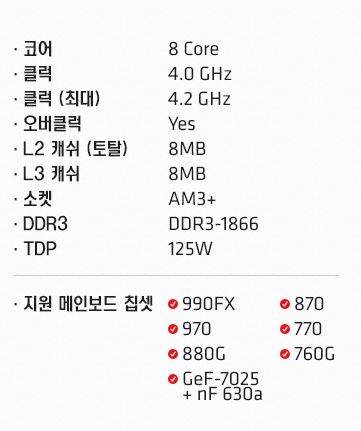 · 코어 8 Core
· 클럭 4.0 GHz
· 클럭 (최대) 4.2 GHz
· 오버클럭 Yes
· L2 캐쉬 (토탈) 8MB
· L3 캐쉬 8MB
· 소켓 AM3+
· DDR3 DDR3-1866
· TDP 125W
· 지원 메인보드 칩셋 990FX 870
970 770
880G 760G
GeF-7025
+ nF 630a